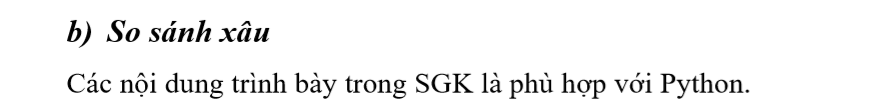 b) So sánh xâu
Các nội dung trình bày trong SGK là phù hợp với Python.